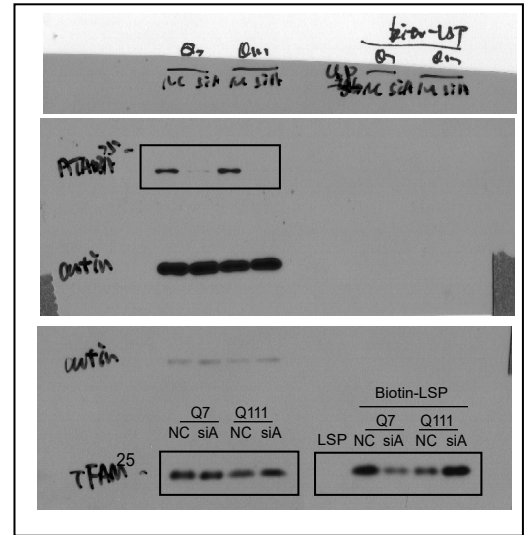 biotin-LSP
Q7 Q111 Q7 Q111
NC siA NC siA LSP NC siA NC siA
75 -
actin
actin
Biotin-LSP
Q7 Q111 Q7 Q111
NC siA NC siA LSP NC siA NC siA
TFAM 25 -